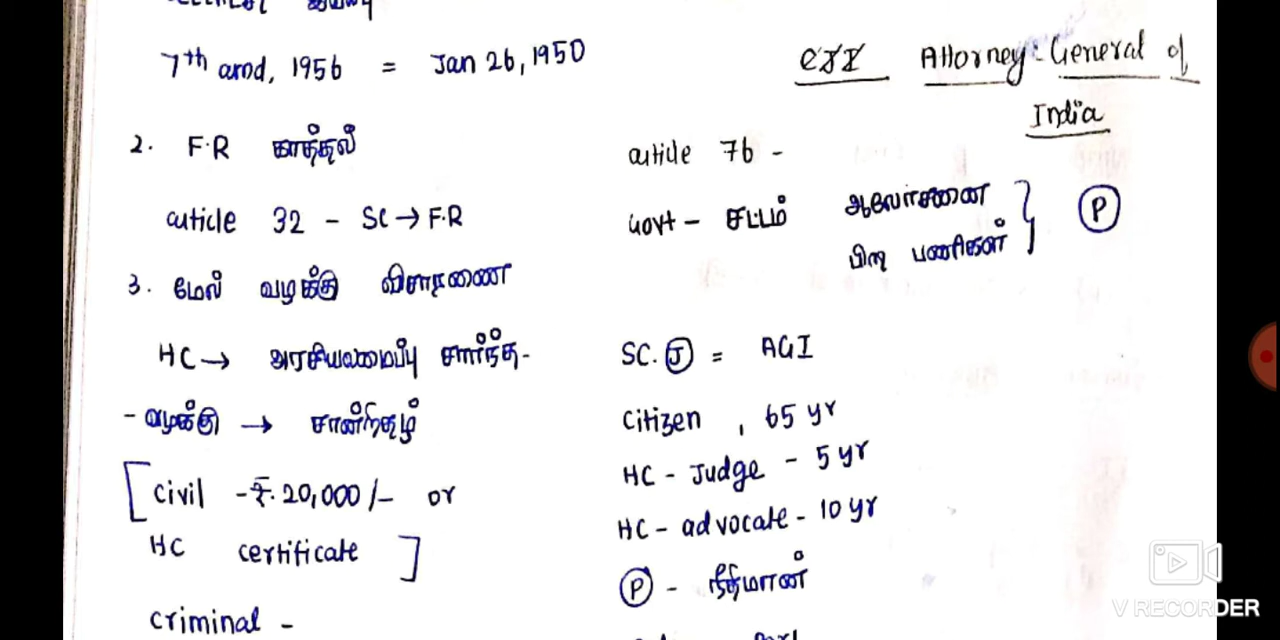 7th amd, 1956 = Jan 26, 1950
2. F.R காத்தல்
article 32 - SC → F.R
3. மேல் வழக்கு விசாரணை
HC → அரசியலமைப்பு சார்ந்த-
- வழக்கு → சான்றிதழ்
[civil - ₹. 20,000/- or
HC certificate]
criminal -
Attorney-General of
India
article 76 -
Govt - சட்டம் ஆலோசனை
பிற பணிகள் } P
SC. J = AGI
citizen, 65 yr
HC - Judge - 5 yr
HC - advocate - 10 yr
P - நீதிமான்
V RECORDER